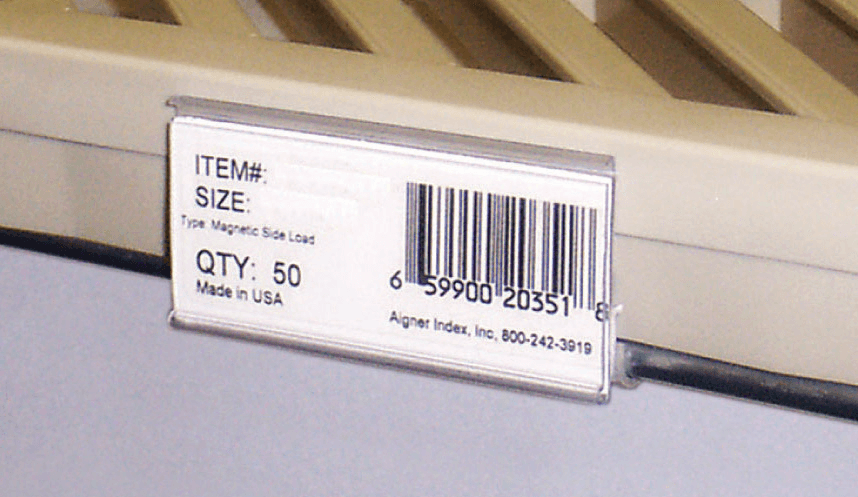 ITEM#:
SIZE:
Type: Magnetic Side Load
QTY: 50
Made in USA
6 59900 20351 8
Aigner Index, Inc, 800-242-3919